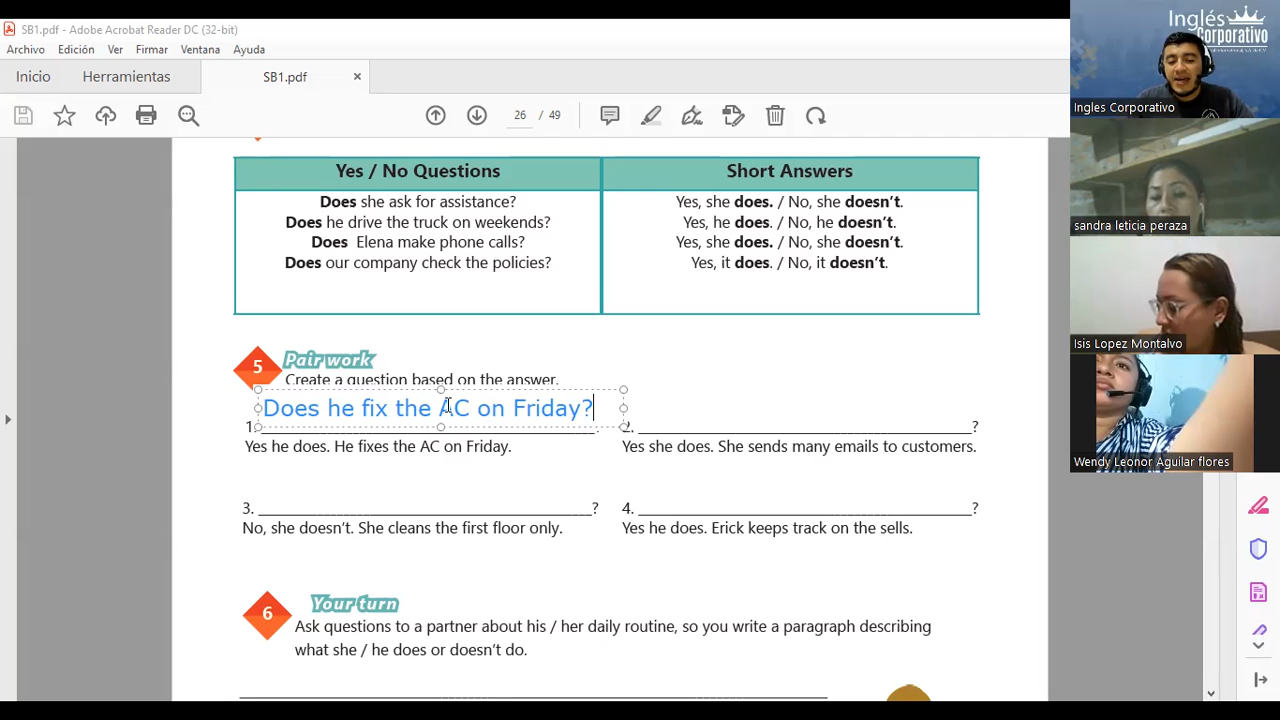 SB1.pdf - Adobe Acrobat Reader DC (32-bit)
Archivo Edición Ver Firmar Ventana Ayuda
Inicio Herramientas SB1.pdf ×
26 / 49
Yes / No Questions
Does she ask for assistance?
Does he drive the truck on weekends?
Does Elena make phone calls?
Does our company check the policies?
Short Answers
Yes, she does. / No, she doesn't.
Yes, he does. / No, he doesn't.
Yes, she does. / No, she doesn't.
Yes, it does. / No, it doesn't.
5 Pair work
Create a question based on the answer.
Does he fix the AC on Friday?
1. ______________________________
Yes he does. He fixes the AC on Friday.
2. ______________________________?
Yes she does. She sends many emails to customers.
3. ______________________________?
No, she doesn't. She cleans the first floor only.
4. ______________________________?
Yes he does. Erick keeps track on the sells.
6 Your turn
Ask questions to a partner about his / her daily routine, so you write a paragraph describing
what she / he does or doesn't do.
Inglés
Corporativo
Ingles Corporativo
sandra leticia peraza
Isis Lopez Montalvo
Wendy Leonor Aguilar flores